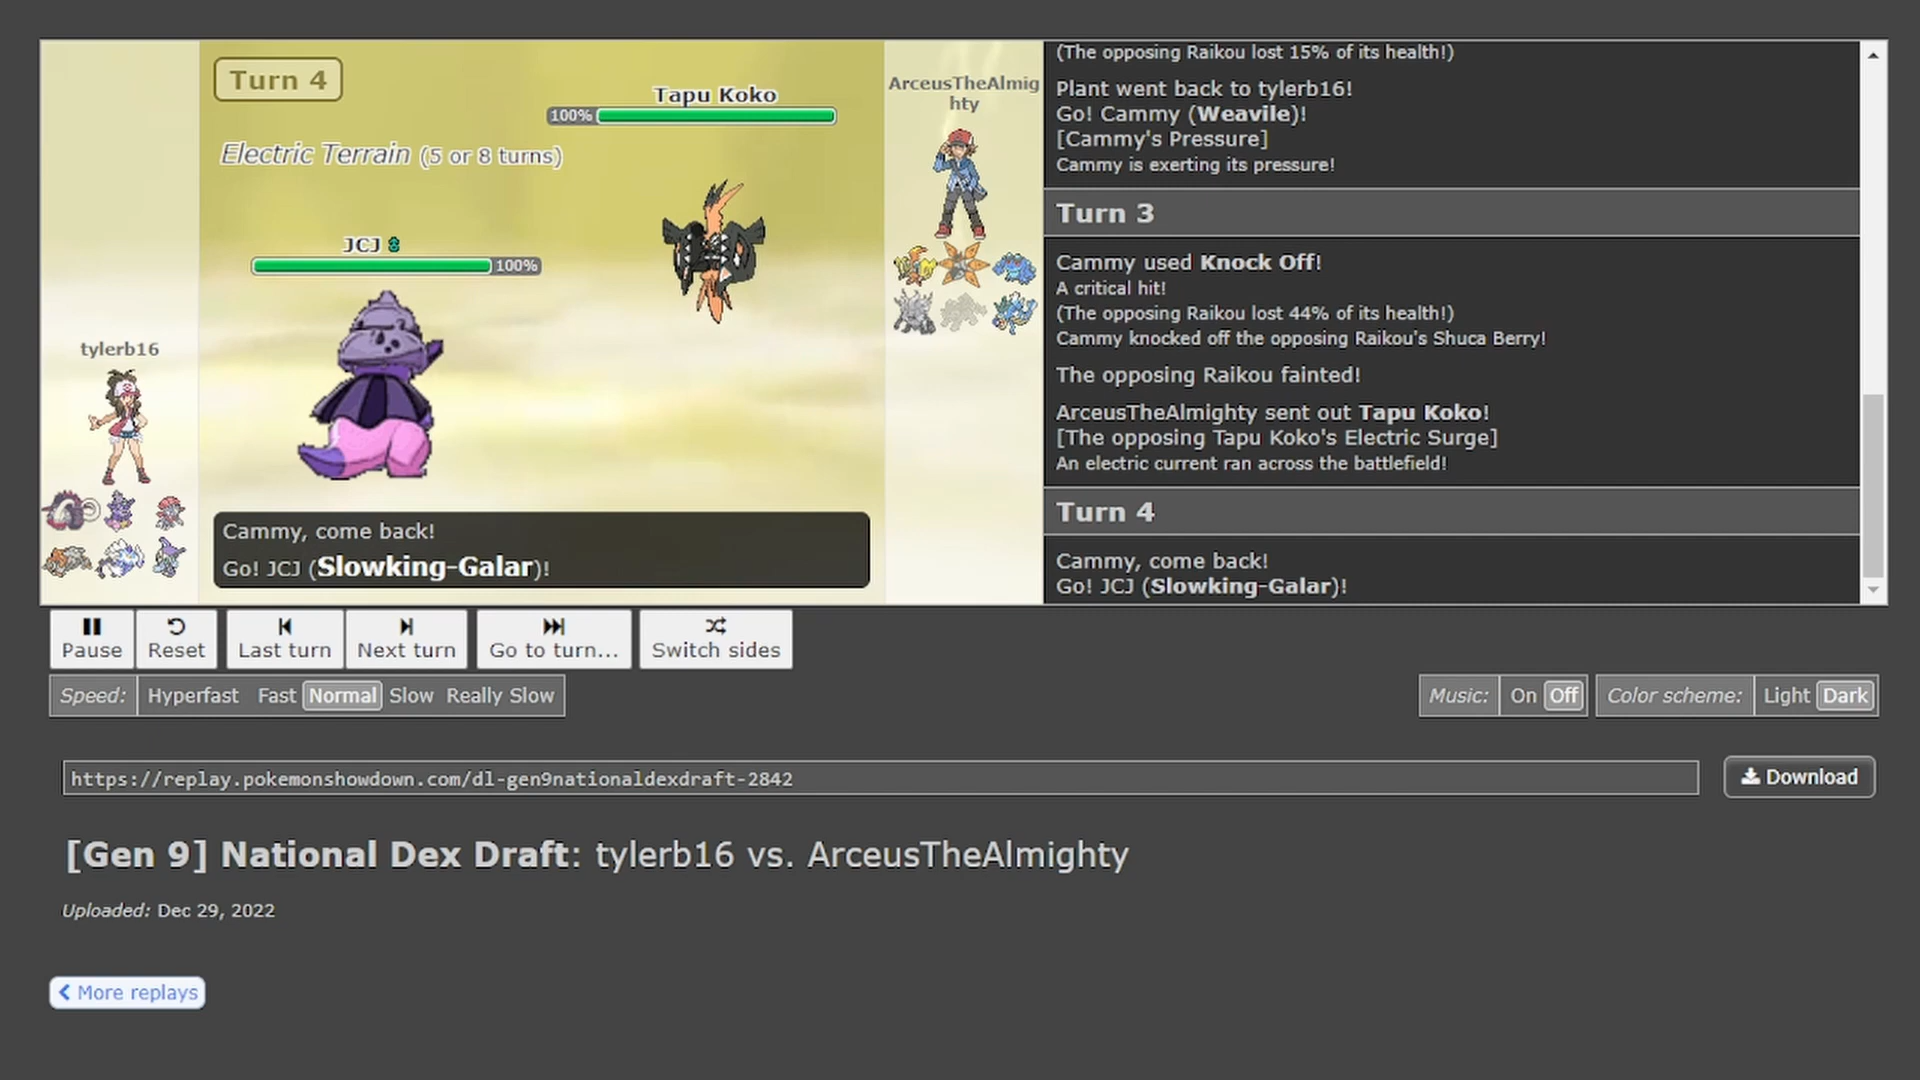 Turn 4
Electric Terrain (5 or 8 turns)
Tapu Koko
100%
JCJ
100%
tylerb16
ArceusTheAlmig
hty
Cammy, come back!
Go! JCJ (Slowking-Galar)!
(The opposing Raikou lost 15% of its health!)
Plant went back to tylerb16!
Go! Cammy (Weavile)!
[Cammy's Pressure]
Cammy is exerting its pressure!
Turn 3
Cammy used Knock Off!
A critical hit!
(The opposing Raikou lost 44% of its health!)
Cammy knocked off the opposing Raikou's Shuca Berry!
The opposing Raikou fainted!
ArceusTheAlmighty sent out Tapu Koko!
[The opposing Tapu Koko's Electric Surge]
An electric current ran across the battlefield!
Turn 4
Cammy, come back!
Go! JCJ (Slowking-Galar)!
Pause Reset Last turn Next turn Go to turn... Switch sides
Speed: Hyperfast Fast Normal Slow Really Slow
Music: On Off Color scheme: Light Dark
https://replay.pokemonshowdown.com/dl-gen9nationaldexdraft-2842
Download
[Gen 9] National Dex Draft: tylerb16 vs. ArceusTheAlmighty
Uploaded: Dec 29, 2022
More replays